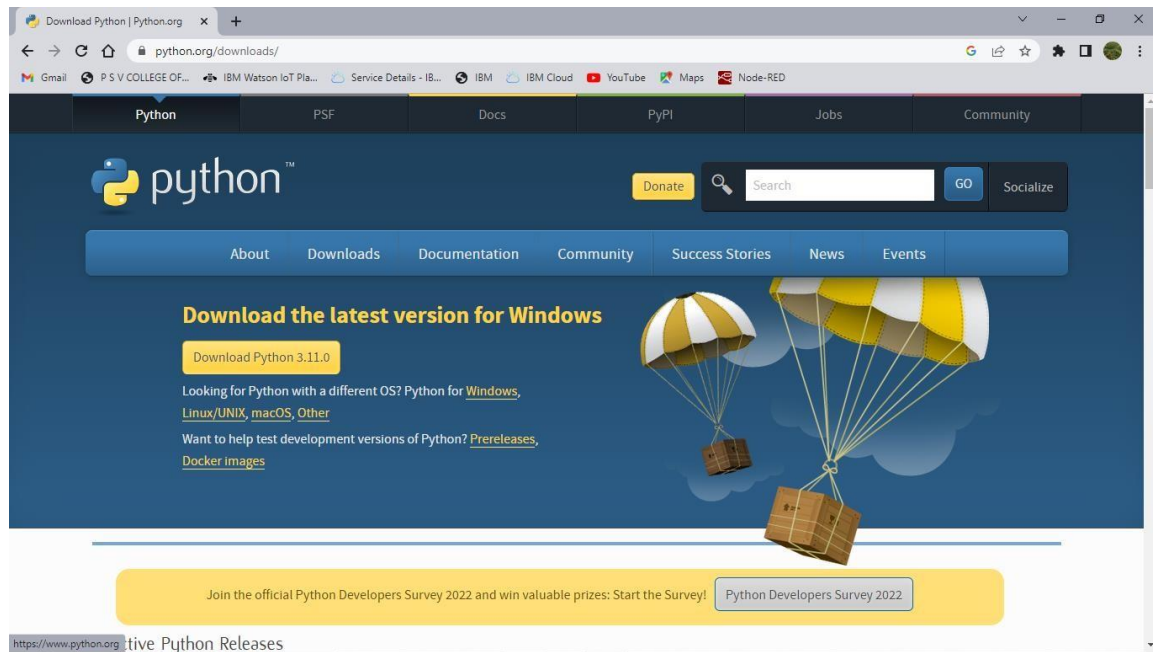 Download Python | Python.org
python.org/downloads/
Gmail P S V COLLEGE OF... IBM Watson IoT Pla... Service Details - IB... IBM IBM Cloud YouTube Maps Node-RED
Python PSF Docs PyPI Jobs Community
python™ Donate Search GO Socialize
About Downloads Documentation Community Success Stories News Events
Download the latest version for Windows
Download Python 3.11.0
Looking for Python with a different OS? Python for Windows,
Linux/UNIX, macOS, Other
Want to help test development versions of Python? Prereleases,
Docker images
Join the official Python Developers Survey 2022 and win valuable prizes: Start the Survey! Python Developers Survey 2022
https://www.python.org tive Python Releases